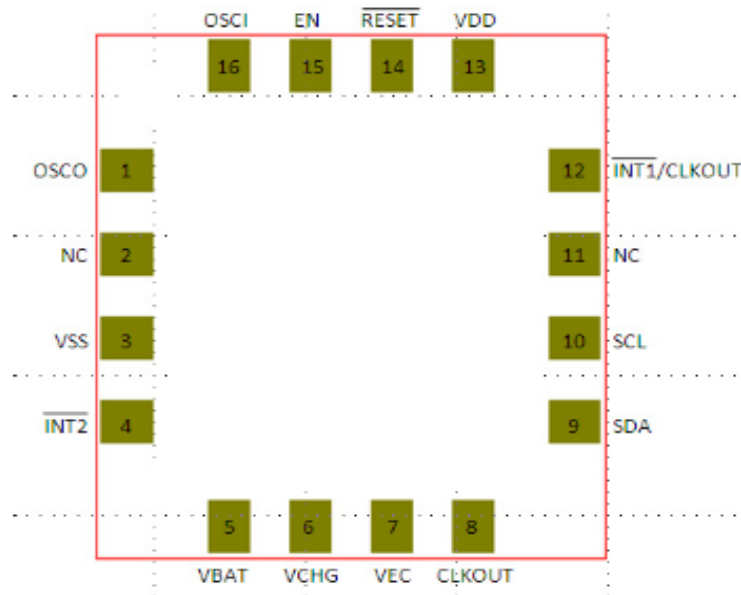 OSCI EN RESET VDD
16 15 14 13
OSCO 1 12 INT1/CLKOUT
NC 2 11 NC
VSS 3 10 SCL
INT2 4 9 SDA
5 6 7 8
VBAT VCHG VEC CLKOUT